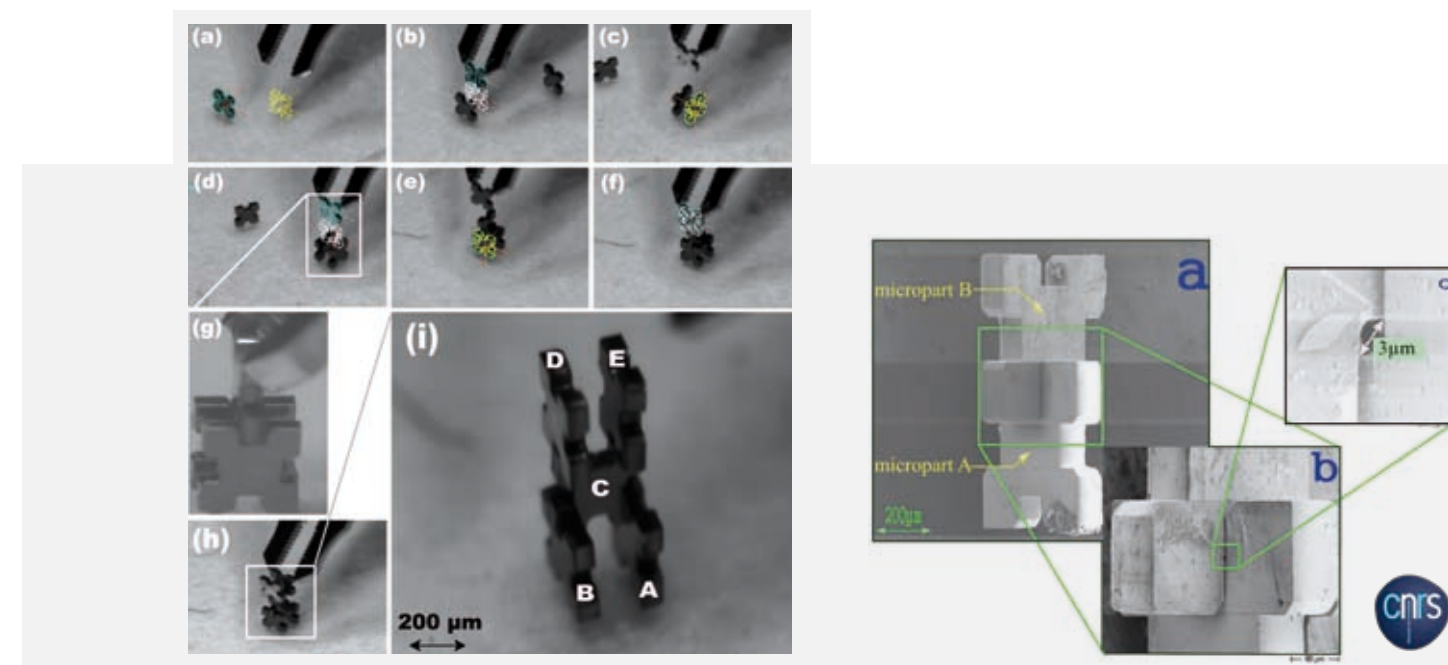 (a)
(b)
(c)
(d)
(e)
(f)
(g)
(h)
(i)
D
E
C
B
A
200 µm
a
micropart B
micropart A
200µm
b
3µm
cnrs